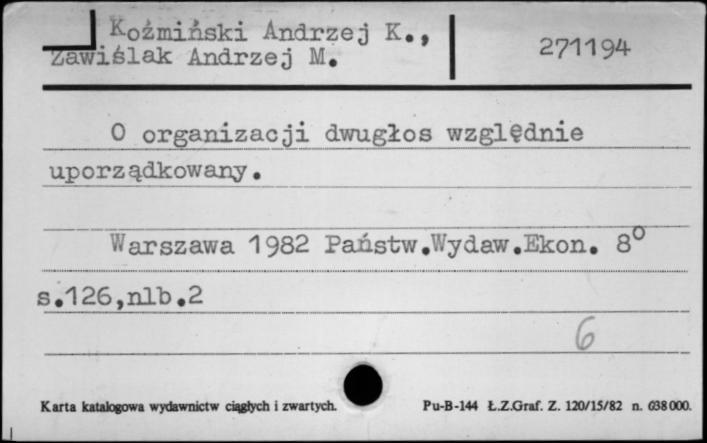 Koźmiński Andrzej K.,
Zawiślak Andrzej M.
271194
O organizacji dwugłos względnie
uporządkowany.
Warszawa 1982 Państw.Wydaw.Ekon. 8⁰
s.126,nlb.2
6
Karta katalogowa wydawnictw ciągłych i zwartych.
Pu-B-144 Ł.Z.Graf. Z. 120/15/82 n. 638000.